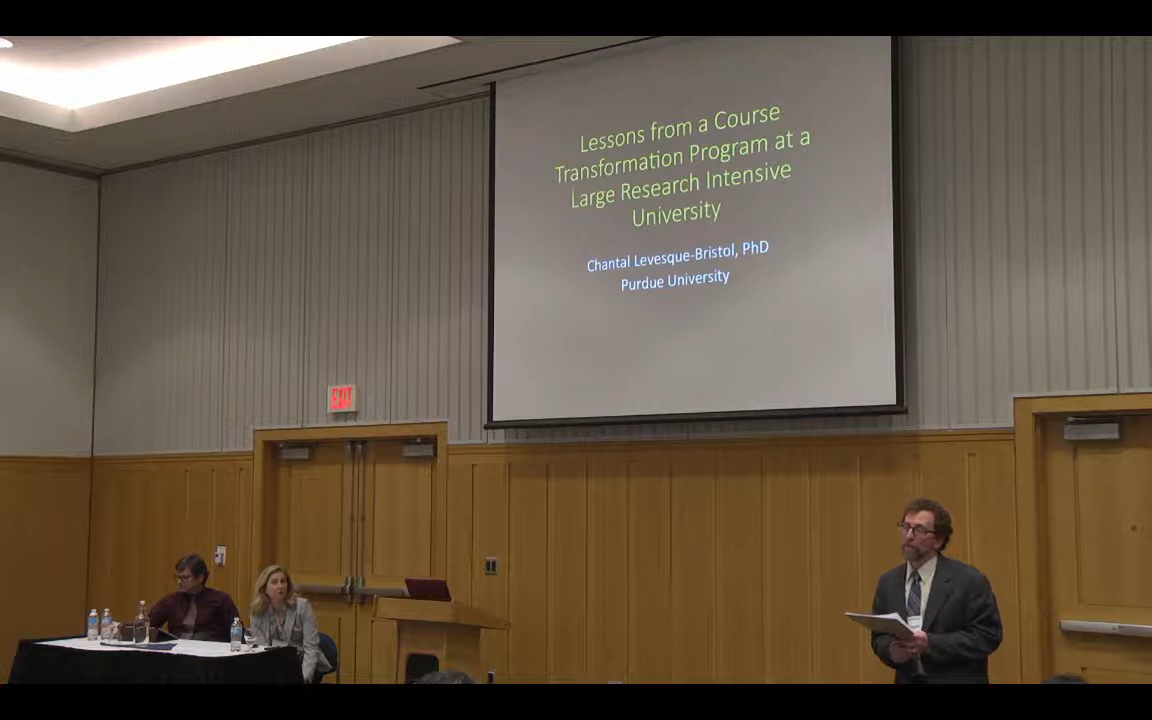 Lessons from a Course
Transformation Program at a
Large Research Intensive
University
Chantal Levesque-Bristol, PhD
Purdue University
EXIT